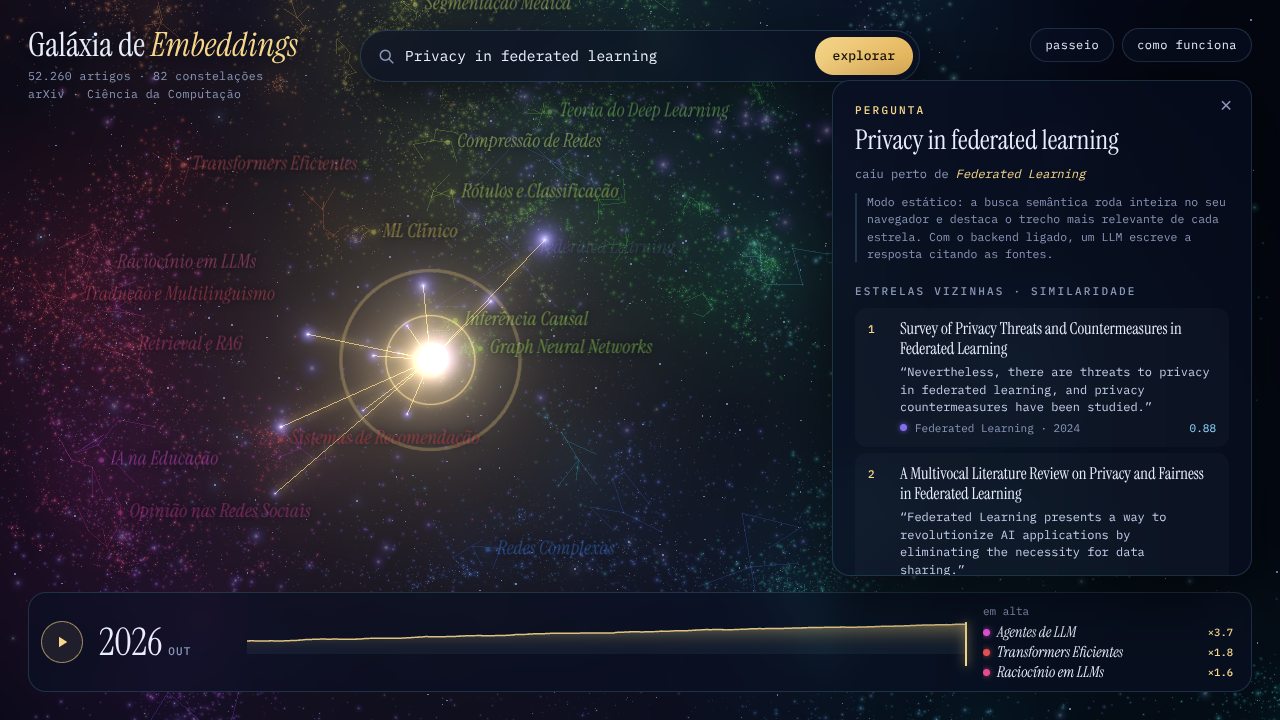 Galáxia de Embeddings
52.260 artigos · 82 constelações
arXiv · Ciência da Computação
Privacy in federated learning
explorar
passeio
como funciona
Segmentação Médica
Teoria do Deep Learning
Compressão de Redes
Transformers Eficientes
Rótulos e Classificação
ML Clínico
Federated Learning
Raciocínio em LLMs
Tradução e Multilinguismo
Inferência Causal
Retrieval e RAG
Graph Neural Networks
Sistemas de Recomendação
IA na Educação
Opinião nas Redes Sociais
Redes Complexas
PERGUNTA
×
Privacy in federated learning
caiu perto de Federated Learning
Modo estático: a busca semântica roda inteira no seu
navegador e destaca o trecho mais relevante de cada
estrela. Com o backend ligado, um LLM escreve a
resposta citando as fontes.
ESTRELAS VIZINHAS · SIMILARIDADE
1
Survey of Privacy Threats and Countermeasures in
Federated Learning
“Nevertheless, there are threats to privacy
in federated learning, and privacy
countermeasures have been studied.”
Federated Learning · 2024
0.88
2
A Multivocal Literature Review on Privacy and Fairness
in Federated Learning
“Federated Learning presents a way to
revolutionize AI applications by
eliminating the necessity for data
sharing.”
2026 OUT
em alta
Agentes de LLM ×3.7
Transformers Eficientes ×1.8
Raciocínio em LLMs ×1.6